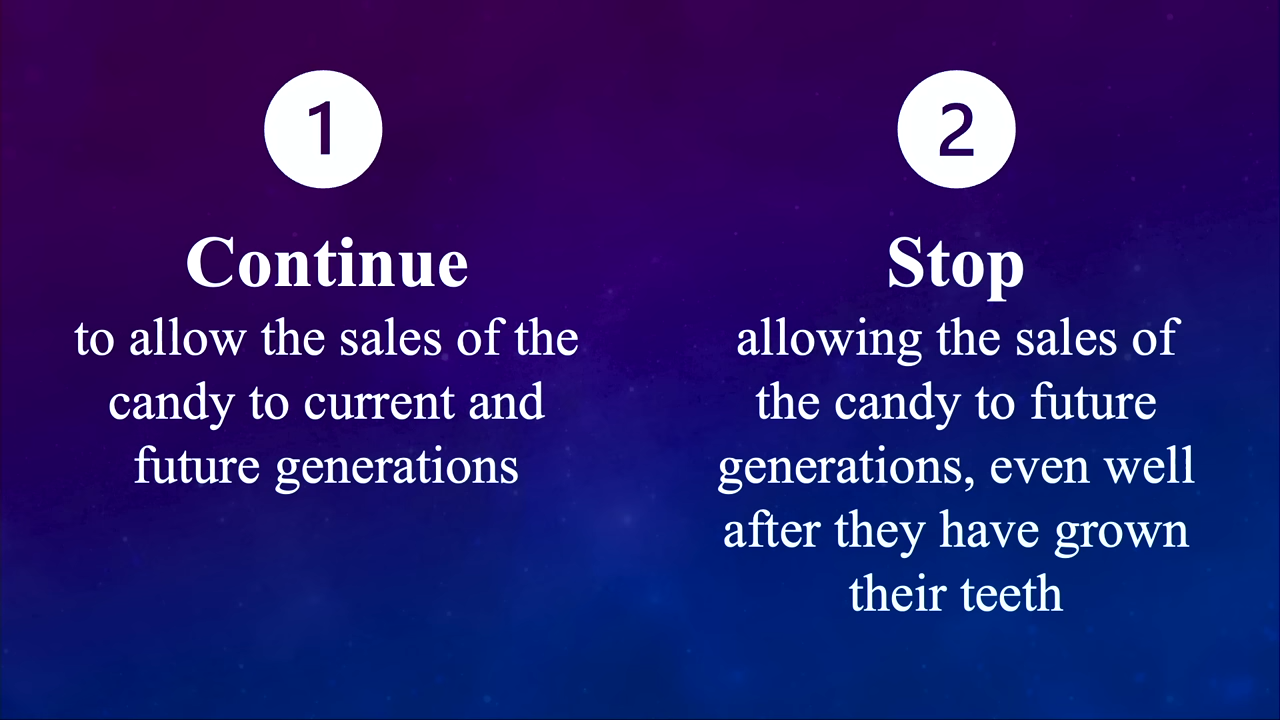 1
Continue
to allow the sales of the
candy to current and
future generations
2
Stop
allowing the sales of
the candy to future
generations, even well
after they have grown
their teeth